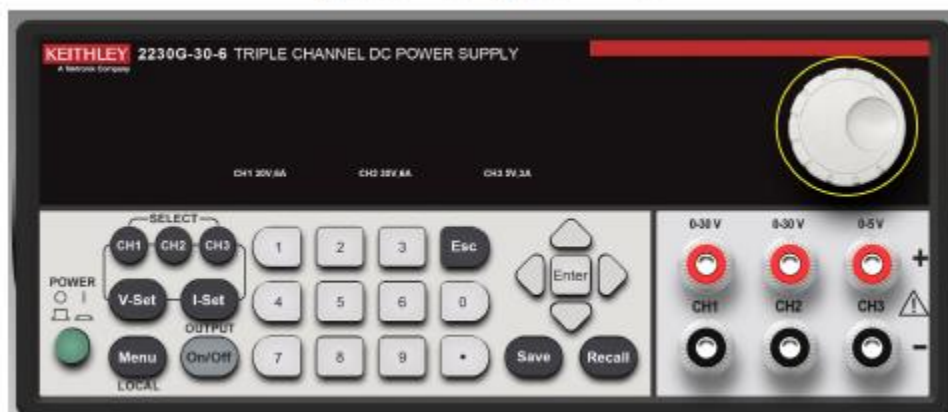 KEITHLEY 2230G-30-6 TRIPLE CHANNEL DC POWER SUPPLY
A Tektronix Company
CH1 30V,6A CH2 30V,6A CH3 5V,3A
SELECT
CH1 CH2 CH3
1 2 3 Esc
Enter
POWER
V-Set I-Set
4 5 6 0
OUTPUT
Menu On/Off
7 8 9 .
Save Recall
LOCAL
0-30 V 0-30 V 0-5 V
+
CH1 CH2 CH3
-